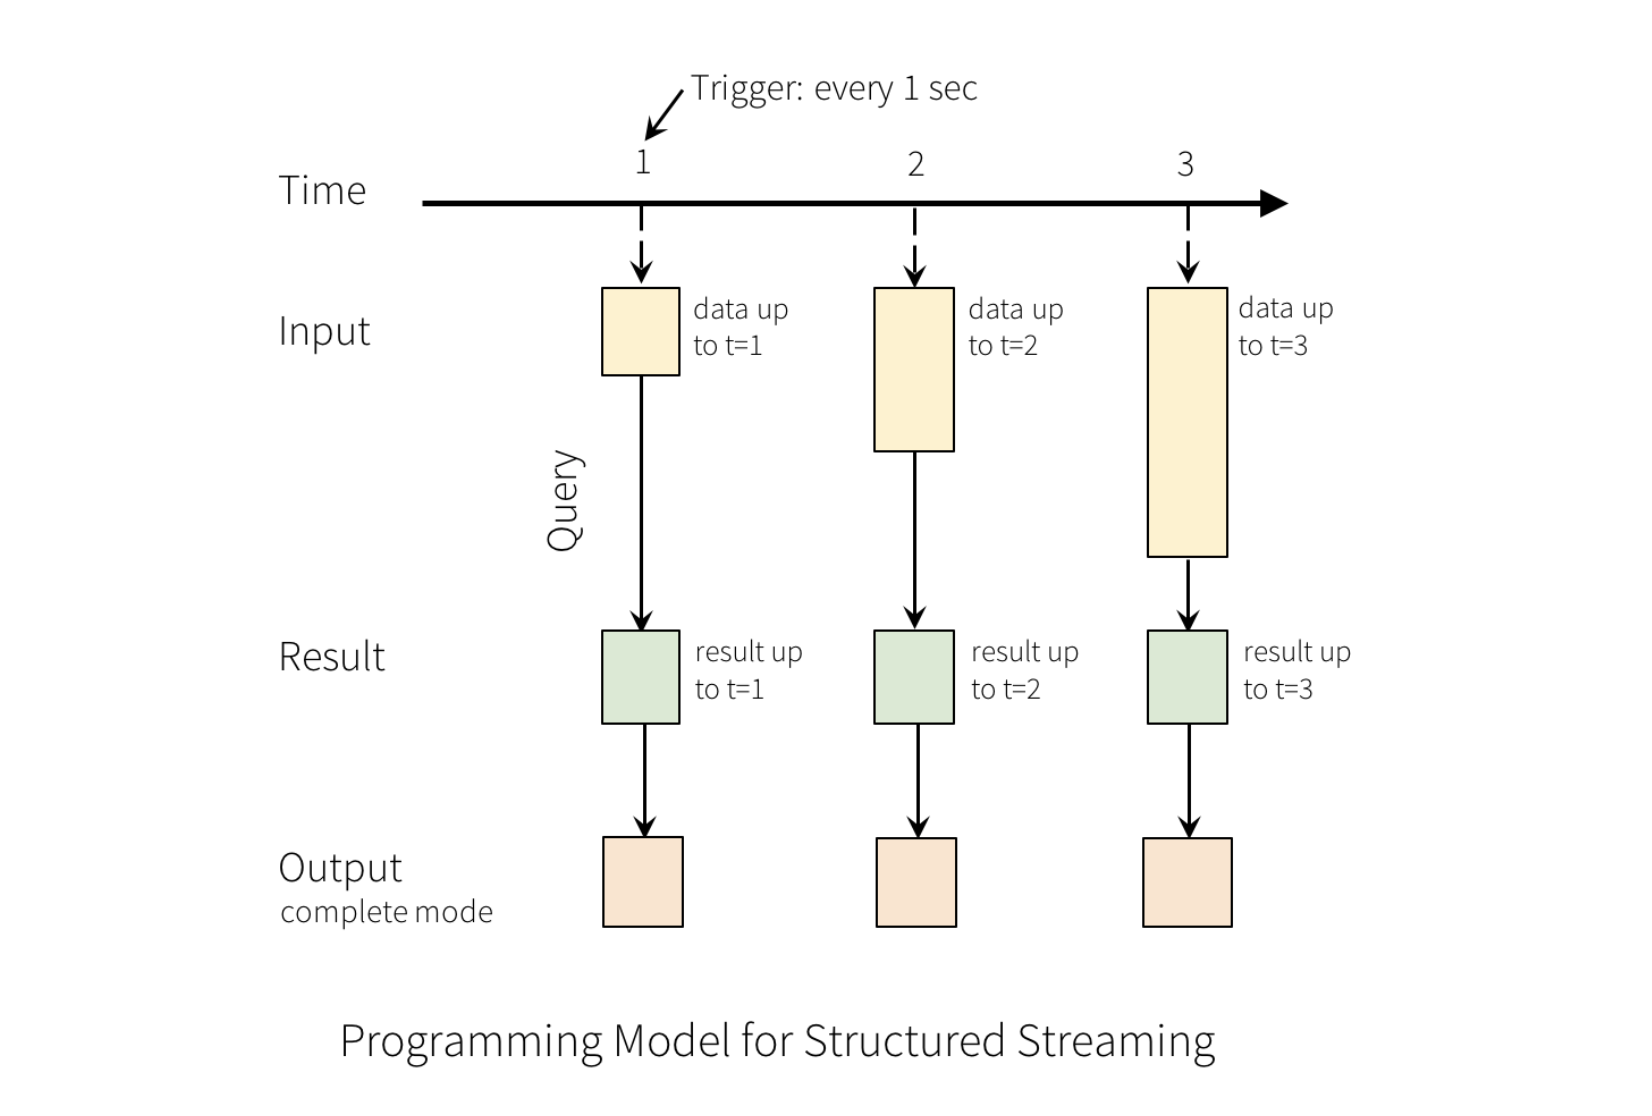 Trigger: every 1 sec
1
2
3
Time
Input
data up
to t=1
data up
to t=2
data up
to t=3
Query
Result
result up
to t=1
result up
to t=2
result up
to t=3
Output
complete mode
Programming Model for Structured Streaming